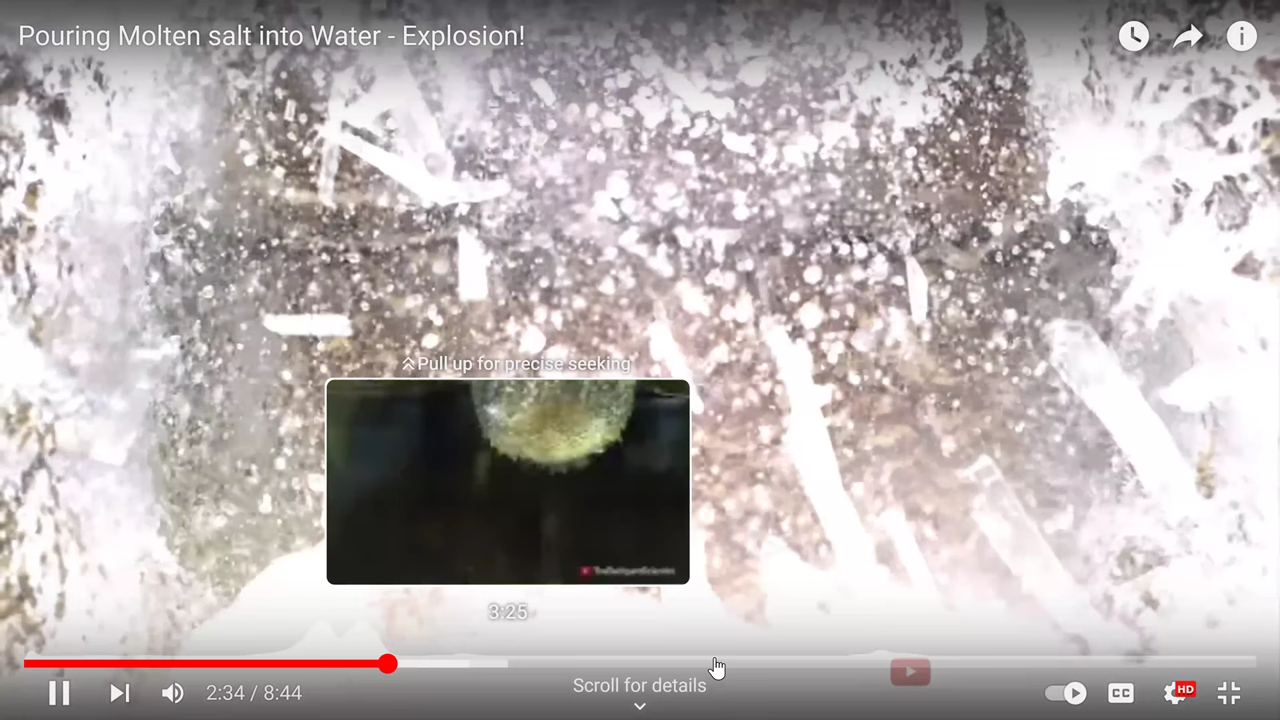 Pouring Molten salt into Water - Explosion!
Pull up for precise seeking
3:25
2:34 / 8:44
Scroll for details
CC
HD